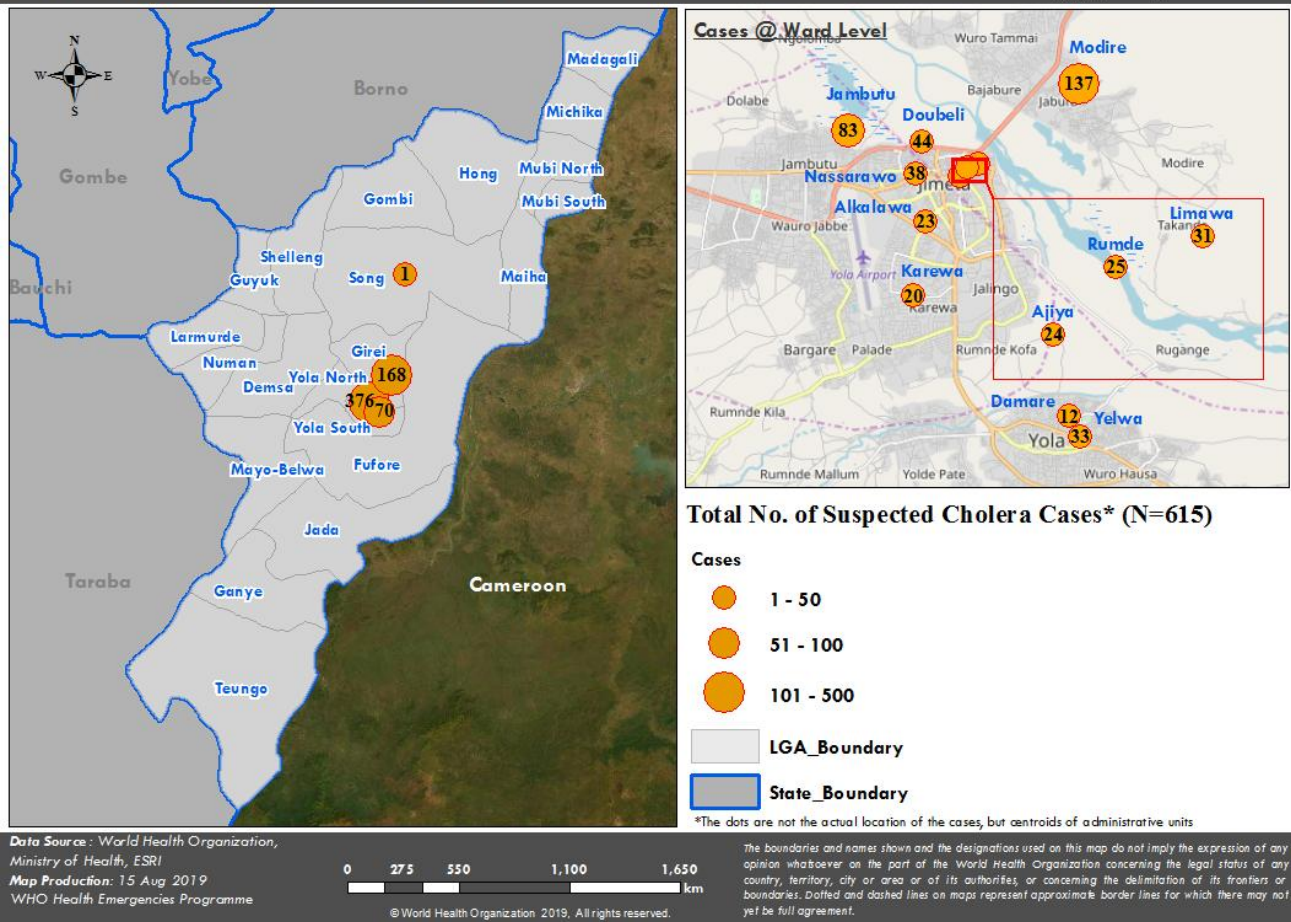 N
W E
S
Yobe
Borno
Gombe
Bauchi
Taraba
Cameroon
Madagali
Michika
Mubi North
Mubi South
Hong
Gombi
Shelleng
Guyuk
Song
1
Maiha
Larmurde
Numan
Demsa
Girei
Yola North
168
376
70
Yola South
Mayo-Belwa
Fufore
Jada
Ganye
Teungo
Cases @ Ward Level
Ngolomba
Wuro Tammai
Modire
137
Dolabe
Jambutu
83
Bajabure
Doubeli
44
Jambutu
Nassarawo
38
Jimeta
Modire
Alkalawa
23
Wauro Jabbe
Limawa
31
Rumde
25
Yola Airport
Karewa
20
Karewa
Jalingo
Ajiya
24
Bargare
Palade
Rumnde Kofa
Rugange
Damare
12
Yelwa
33
Yola
Rumnde Kila
Rumnde Mallum
Yolde Pate
Wuro Hausa
Total No. of Suspected Cholera Cases* (N=615)
Cases
1 - 50
51 - 100
101 - 500
LGA_Boundary
State_Boundary
*The dots are not the actual location of the cases, but centroids of administrative units
Data Source : World Health Organization,
Ministry of Health, ESRI
Map Production: 15 Aug 2019
WHO Health Emergencies Programme
0 275 550 1,100 1,650
km
© World Health Organization 2019, All rights reserved.
The boundaries and names shown and the designations used on this map do not imply the expression of any
opinion whatsoever on the part of the World Health Organization concerning the legal status of any
country, territory, city or area or of its authorities, or concerning the delimitation of its frontiers or
boundaries. Dotted and dashed lines on maps represent approximate border lines for which there may not
yet be full agreement.